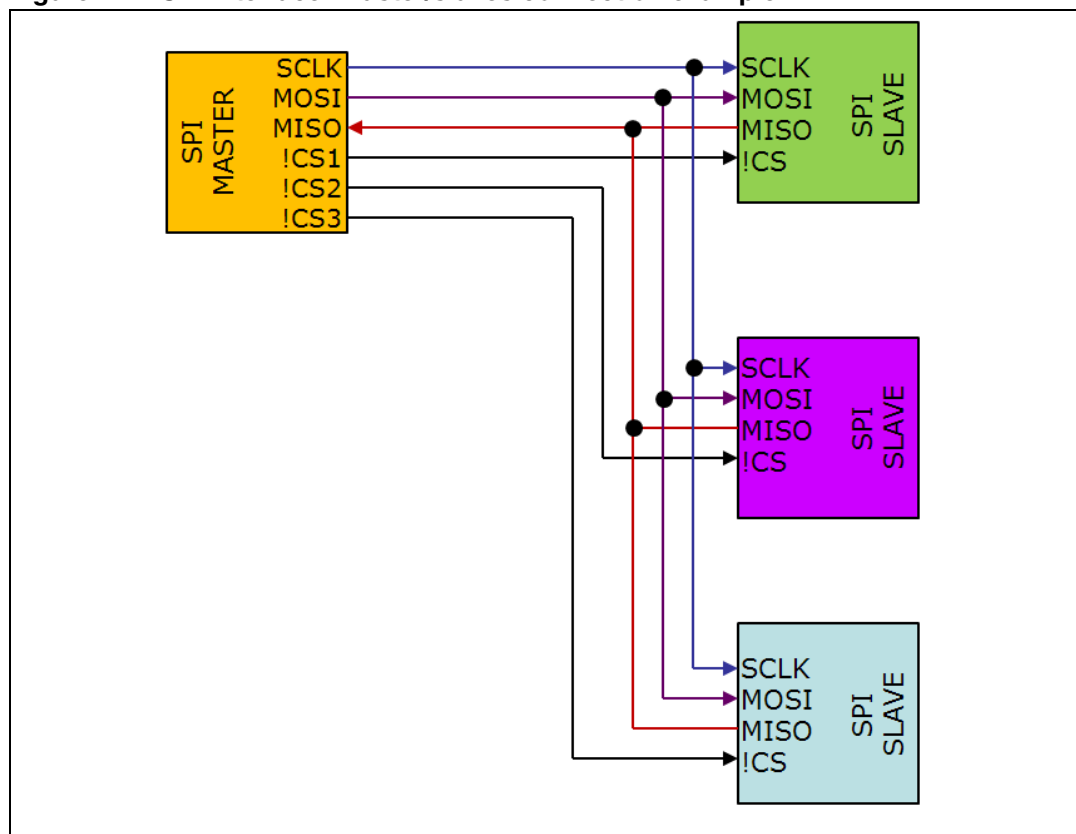 SCLK
MOSI
MISO
!CS1
!CS2
!CS3
SPI
MASTER
SCLK
MOSI
MISO
!CS
SPI
SLAVE
SCLK
MOSI
MISO
!CS
SPI
SLAVE
SCLK
MOSI
MISO
!CS
SPI
SLAVE